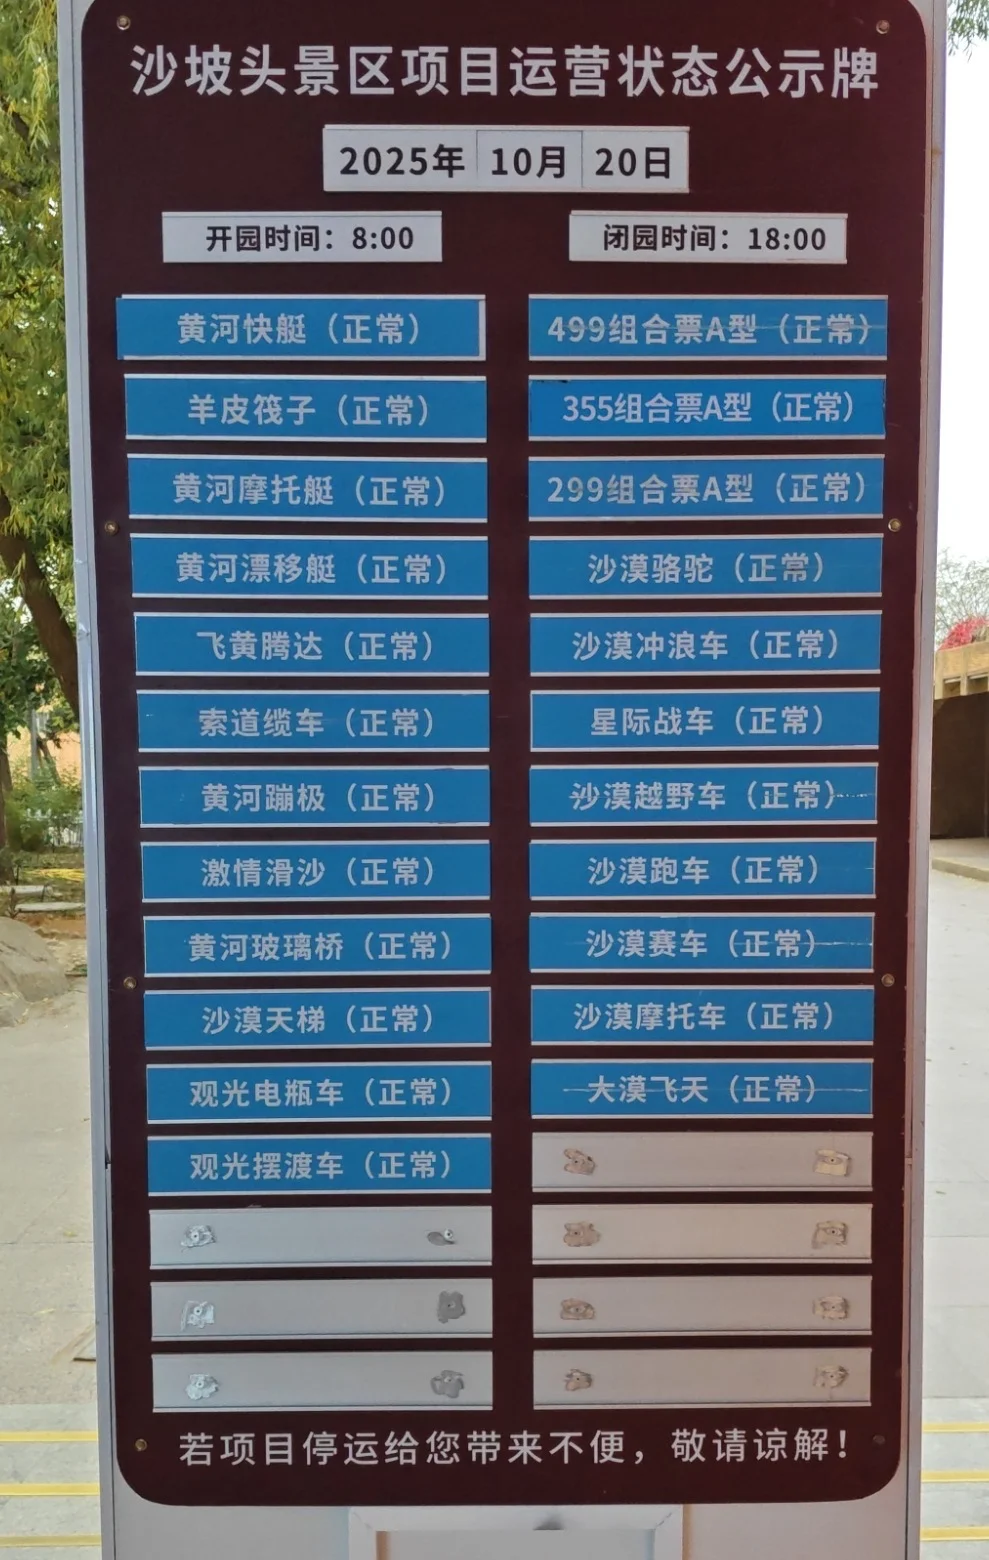 沙坡头景区项目运营状态公示牌
2025年 10月 20日
开园时间：8:00 闭园时间：18:00
黄河快艇（正常） 499组合票A型（正常）
羊皮筏子（正常） 355组合票A型（正常）
黄河摩托艇（正常） 299组合票A型（正常）
黄河漂移艇（正常） 沙漠骆驼（正常）
飞黄腾达（正常） 沙漠冲浪车（正常）
索道缆车（正常） 星际战车（正常）
黄河蹦极（正常） 沙漠越野车（正常）
激情滑沙（正常） 沙漠跑车（正常）
黄河玻璃桥（正常） 沙漠赛车（正常）
沙漠天梯（正常） 沙漠摩托车（正常）
观光电瓶车（正常） 大漠飞天（正常）
观光摆渡车（正常）
若项目停运给您带来不便，敬请谅解！